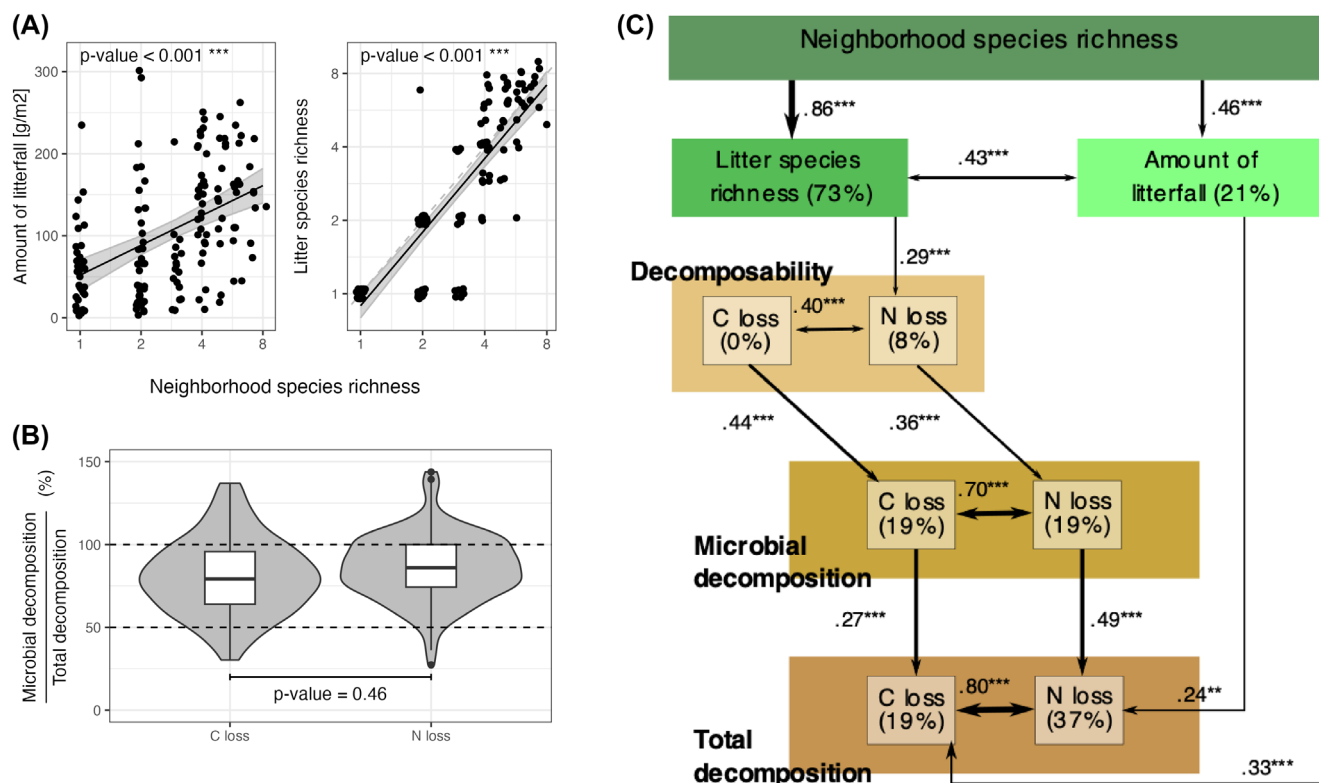 (A)
p-value < 0.001 ***
Amount of litterfall [g/m2]
300
200
100
0
1
2
4
8
p-value < 0.001 ***
Litter species richness
8
4
2
1
1
2
4
8
Neighborhood species richness
(B)
Microbial decomposition
Total decomposition
(%)
150
100
50
0
p-value = 0.46
C loss
N loss
(C)
Neighborhood species richness
.86***
.46***
Litter species
richness (73%)
.43***
Amount of
litterfall (21%)
.29***
Decomposability
C loss
(0%)
.40***
N loss
(8%)
.44***
.36***
C loss
(19%)
.70***
N loss
(19%)
Microbial
decomposition
.27***
.49***
C loss
(19%)
.80***
N loss
(37%)
.24**
Total
decomposition
.33***